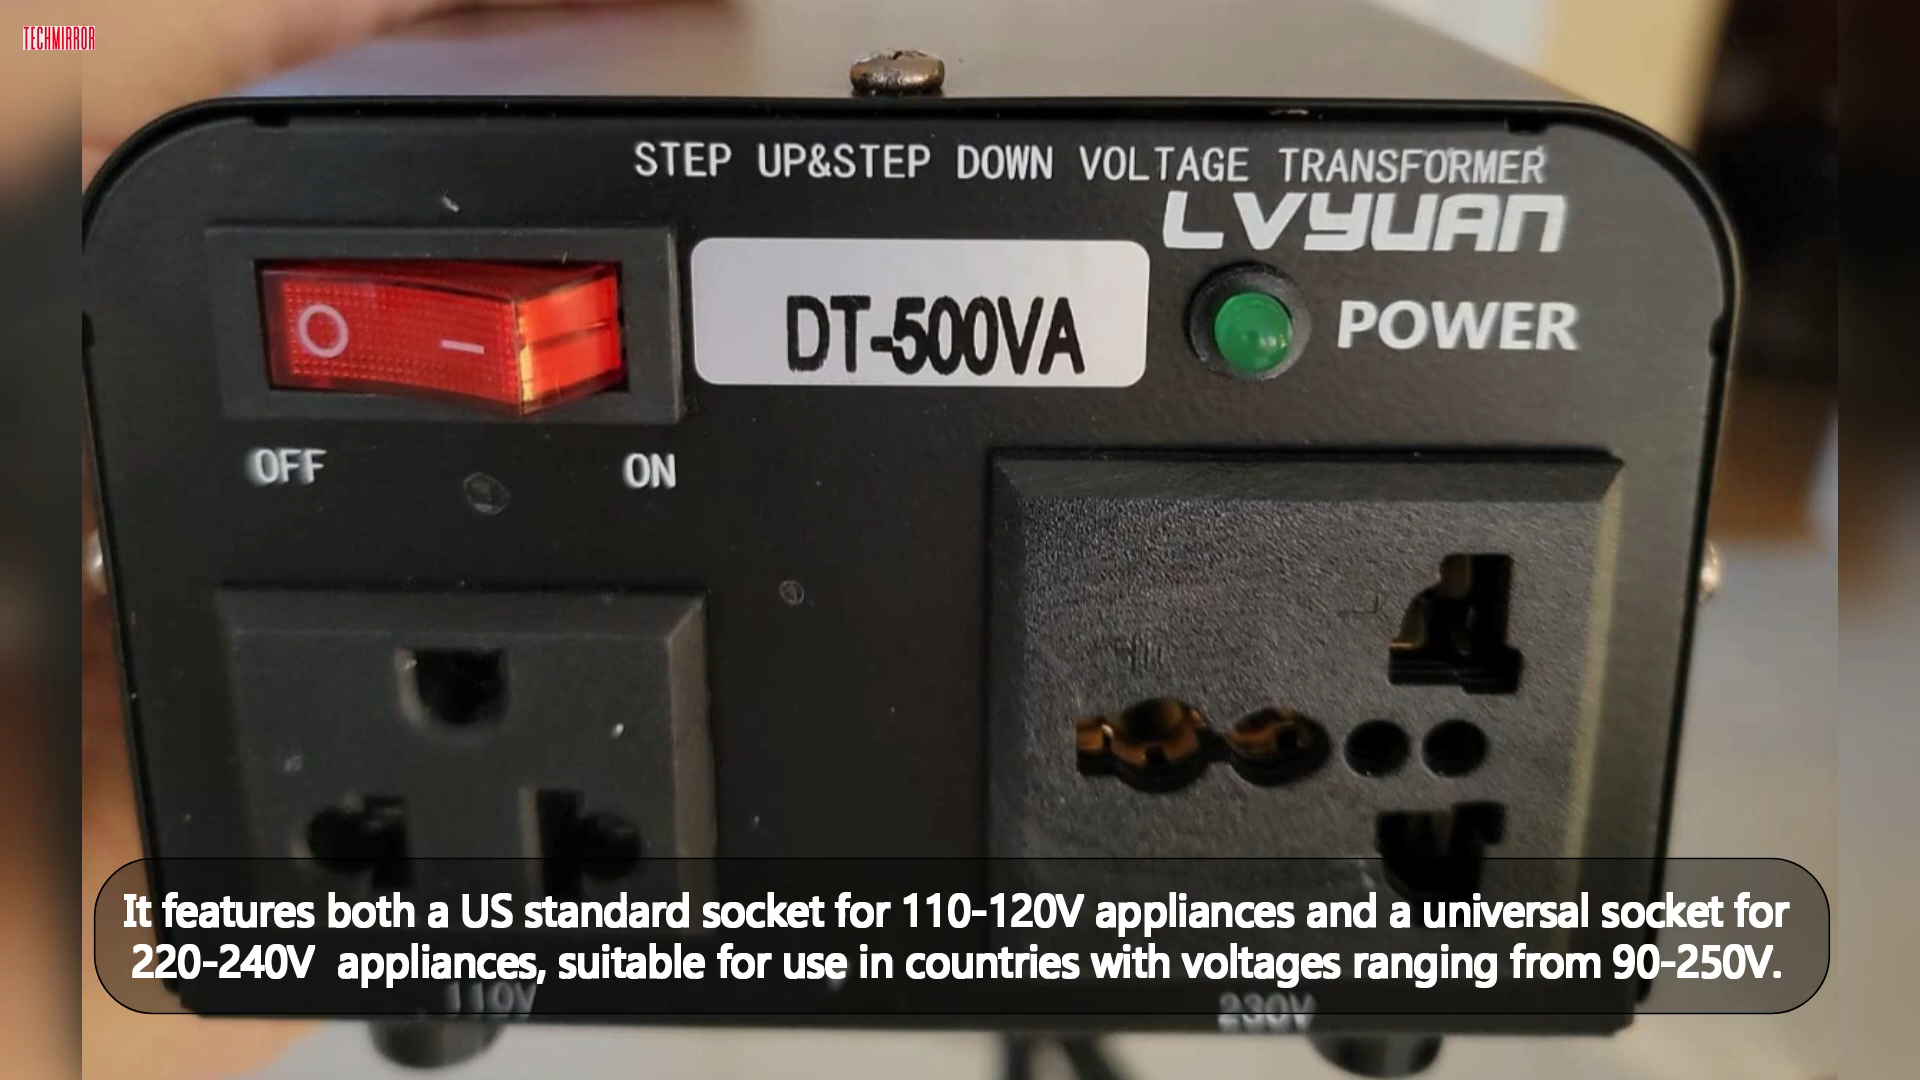 TECHMIRROR
STEP UP&STEP DOWN VOLTAGE TRANSFORMER
LVYUAN
DT-500VA
POWER
OFF ON
It features both a US standard socket for 110-120V appliances and a universal socket for
220-240V appliances, suitable for use in countries with voltages ranging from 90-250V.
110V 230V